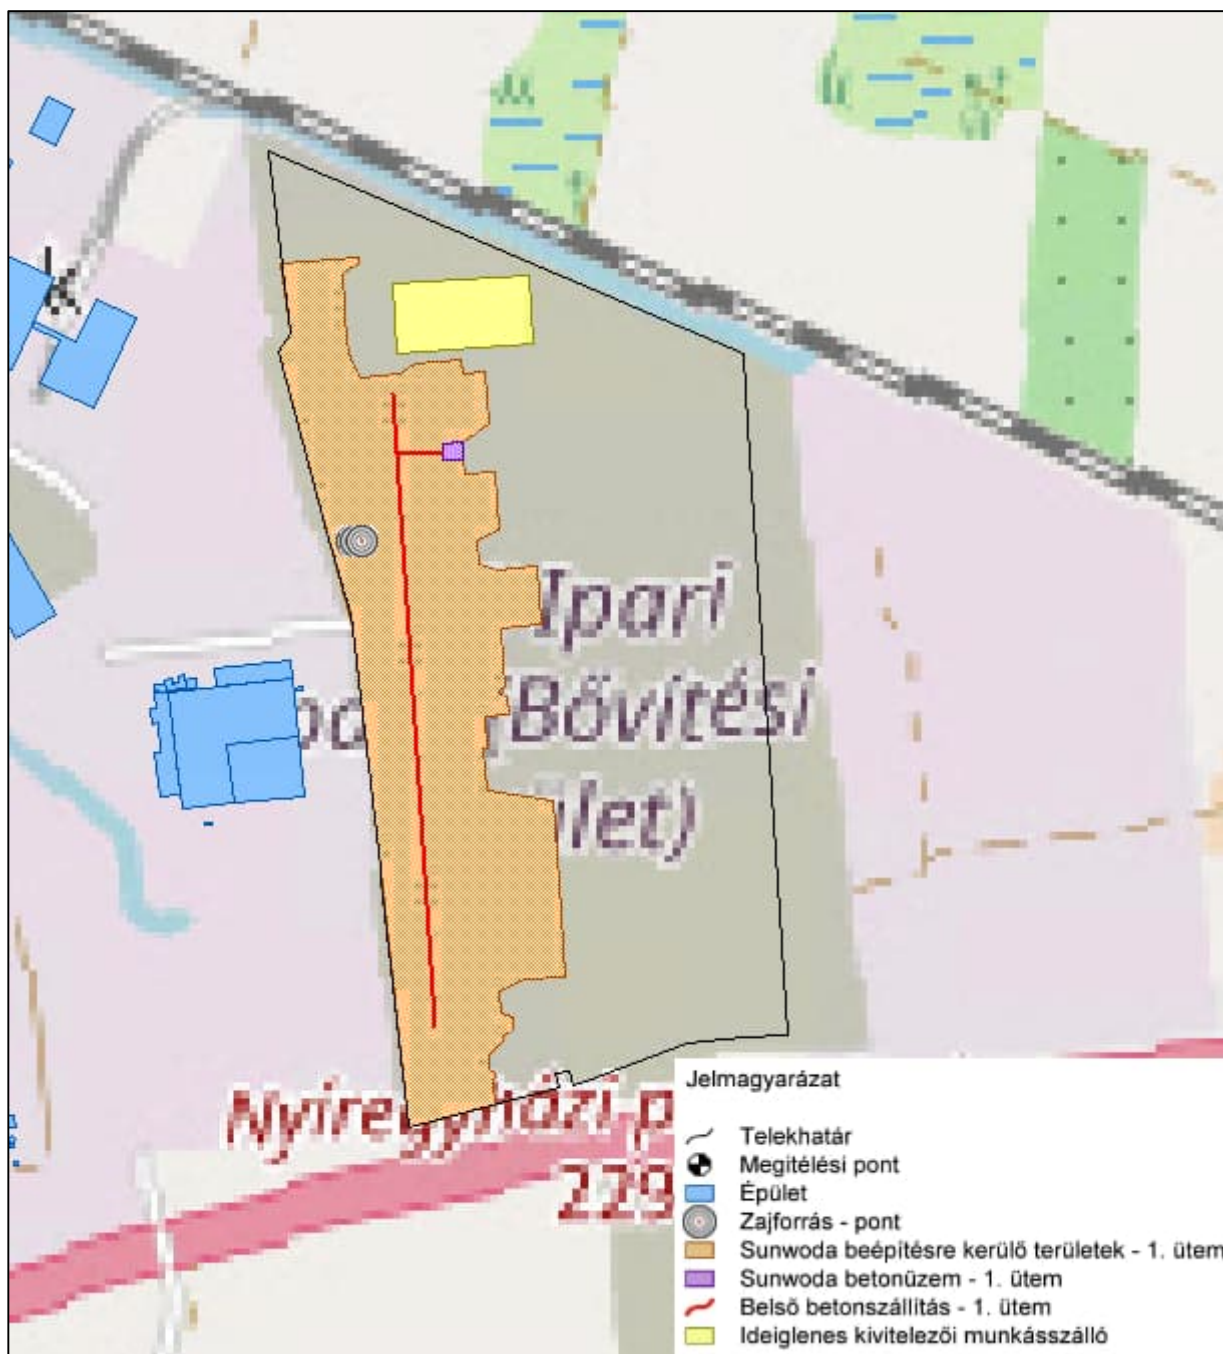 k
Ipari
Bővítési
let)
Nyíregyházi p
229
Jelmagyarázat
Telekhatár
Megítélési pont
Épület
Zajforrás - pont
Sunwoda beépítésre kerülő területek - 1. ütem
Sunwoda betonüzem - 1. ütem
Belső betonszállítás - 1. ütem
Ideiglenes kivitelezői munkásszálló